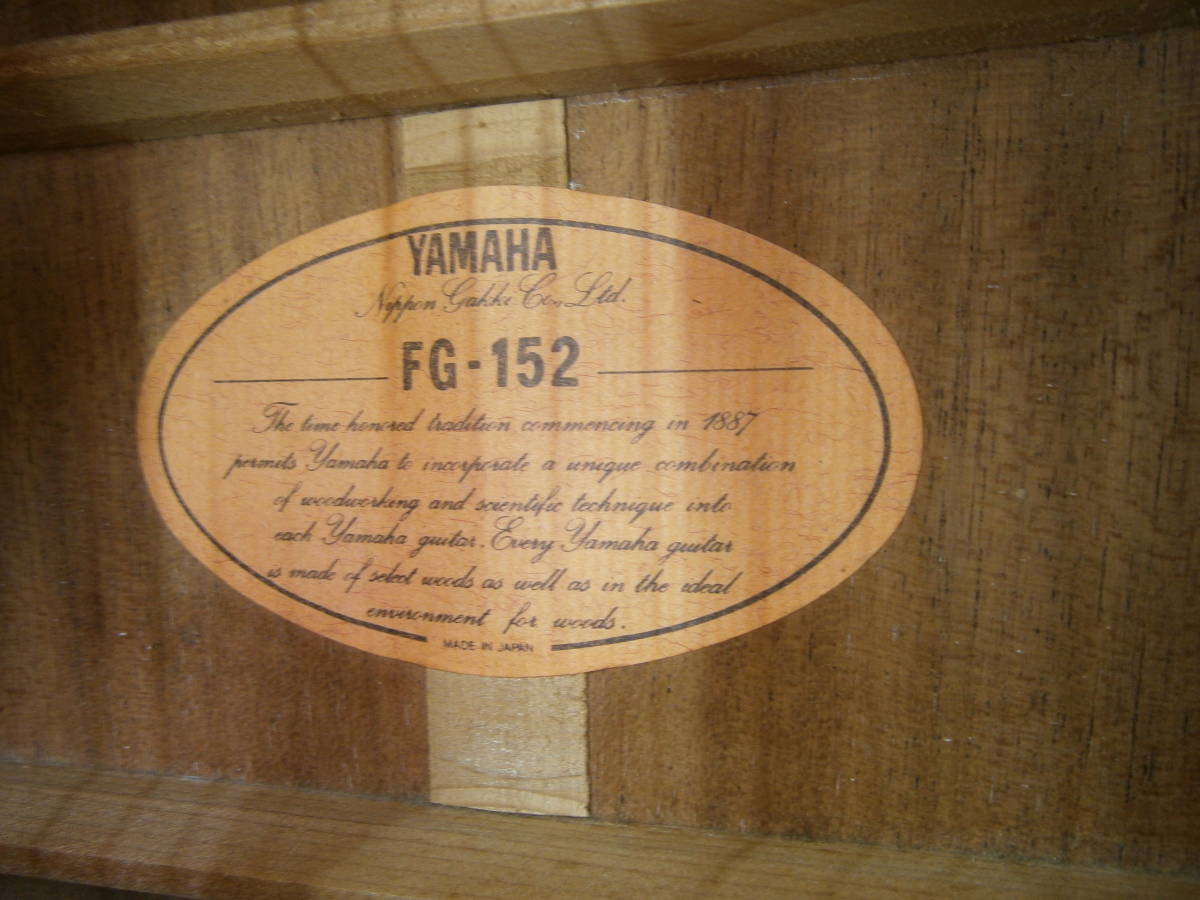 YAMAHA
Nippon Gakki Co., Ltd.
FG-152
The time-honored tradition commencing in 1887
permits Yamaha to incorporate a unique combination
of woodworking and scientific technique into
each Yamaha guitar. Every Yamaha guitar
is made of select woods as well as in the ideal
environment for woods.
MADE IN JAPAN